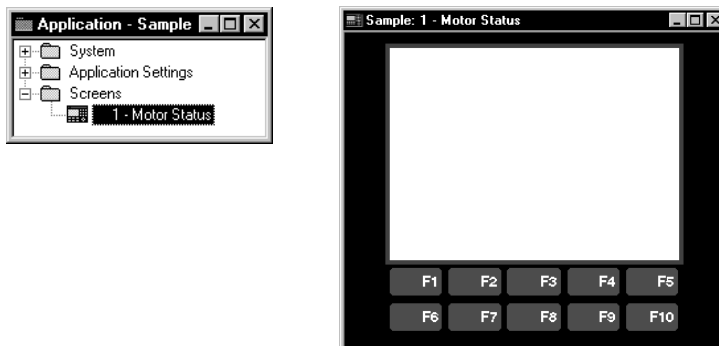 Application - Sample
System
Application Settings
Screens
1 - Motor Status
Sample: 1 - Motor Status
F1 F2 F3 F4 F5
F6 F7 F8 F9 F10